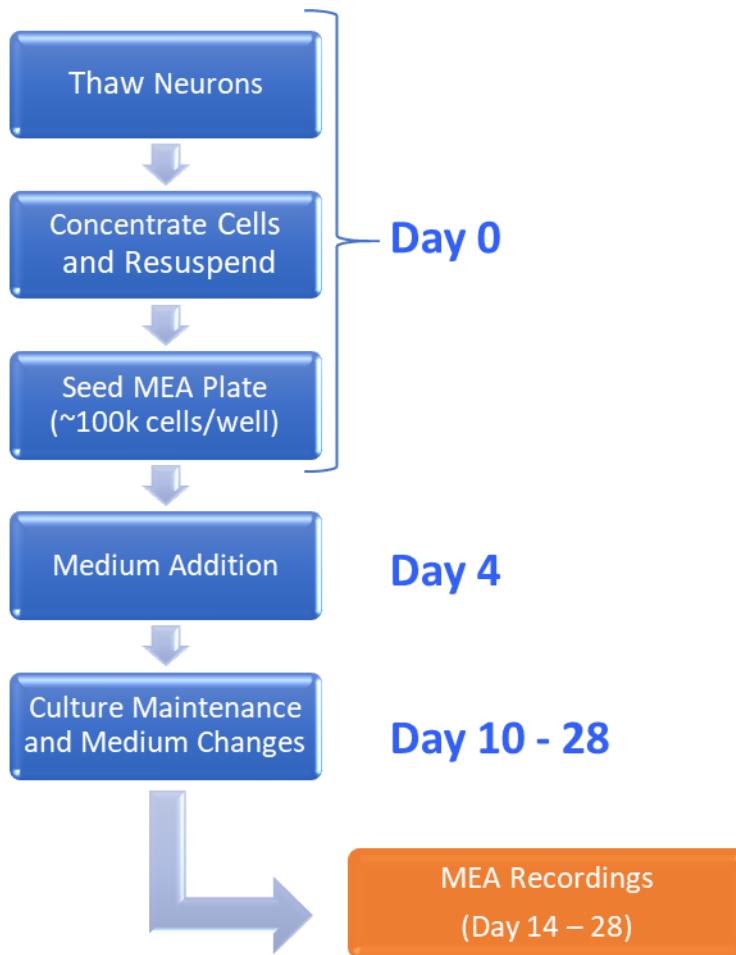 Thaw Neurons
Concentrate Cells
and Resuspend
Day 0
Seed MEA Plate
(~100k cells/well)
Medium Addition
Day 4
Culture Maintenance
and Medium Changes
Day 10 - 28
MEA Recordings
(Day 14 – 28)